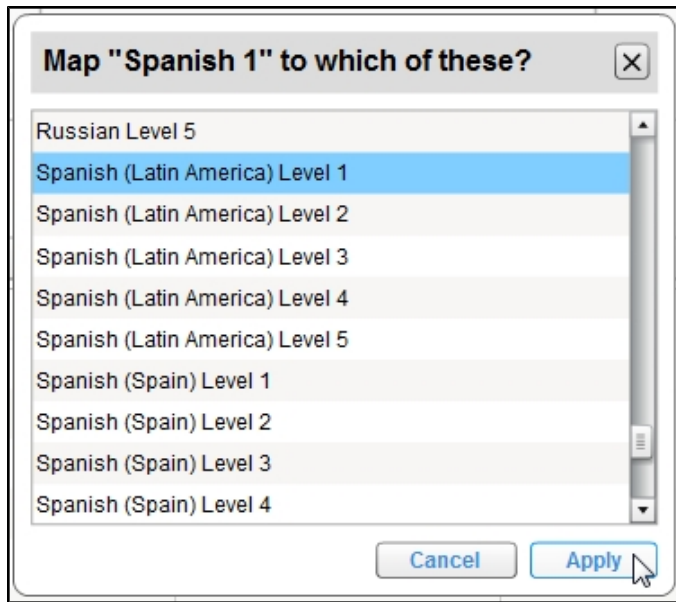 Map "Spanish 1" to which of these?
Russian Level 5
Spanish (Latin America) Level 1
Spanish (Latin America) Level 2
Spanish (Latin America) Level 3
Spanish (Latin America) Level 4
Spanish (Latin America) Level 5
Spanish (Spain) Level 1
Spanish (Spain) Level 2
Spanish (Spain) Level 3
Spanish (Spain) Level 4
Cancel Apply